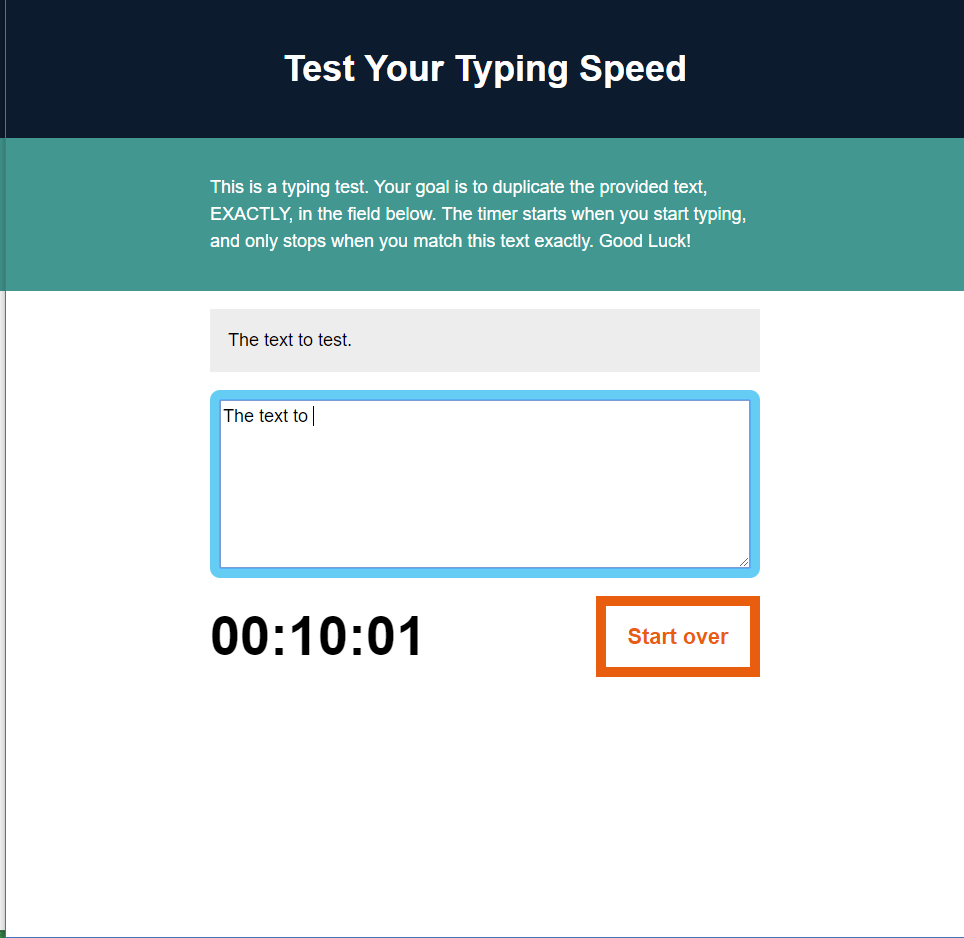 Test Your Typing Speed
This is a typing test. Your goal is to duplicate the provided text,
EXACTLY, in the field below. The timer starts when you start typing,
and only stops when you match this text exactly. Good Luck!
The text to test.
The text to
00:10:01
Start over